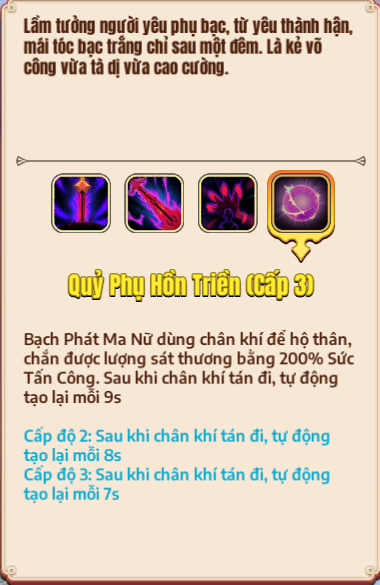 Lầm tưởng người yêu phụ bạc, từ yêu thành hận,
mái tóc bạc trắng chỉ sau một đêm. Là kẻ võ
công vừa tà dị vừa cao cường.
Quỷ Phụ Hồn Triền (Cấp 3)
Bạch Phát Ma Nữ dùng chân khí để hộ thân,
chắn được lượng sát thương bằng 200% Sức
Tấn Công. Sau khi chân khí tán đi, tự động
tạo lại mỗi 9s
Cấp độ 2: Sau khi chân khí tán đi, tự động
tạo lại mỗi 8s
Cấp độ 3: Sau khi chân khí tán đi, tự động
tạo lại mỗi 7s